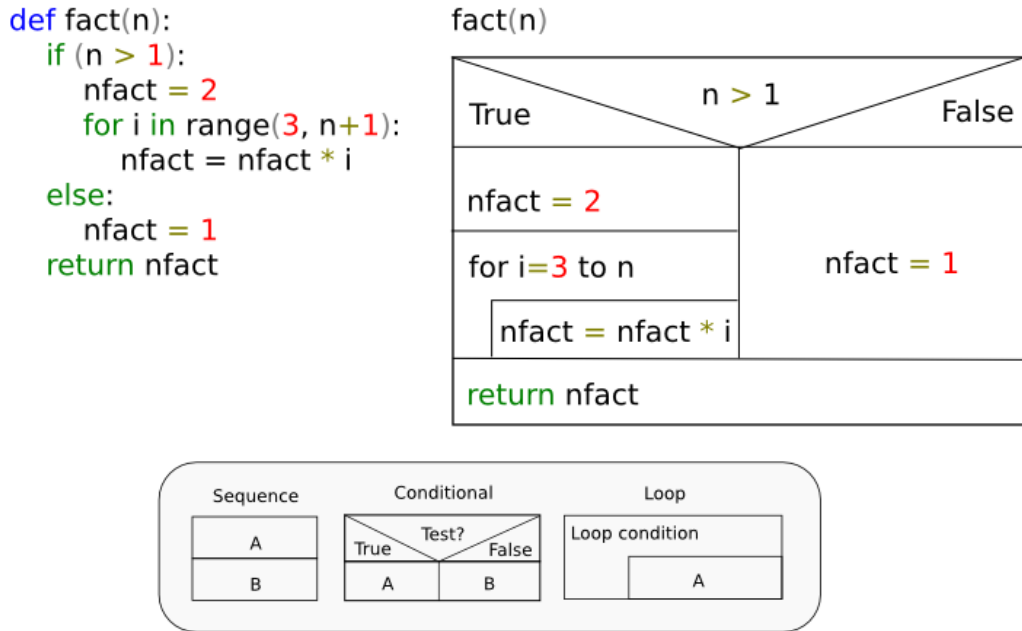 def fact(n):
if (n > 1):
nfact = 2
for i in range(3, n+1):
nfact = nfact * i
else:
nfact = 1
return nfact
fact(n)
n > 1
True
False
nfact = 2
for i=3 to n
nfact = nfact * i
nfact = 1
return nfact
Sequence
A
B
Conditional
Test?
True
False
A
B
Loop
Loop condition
A